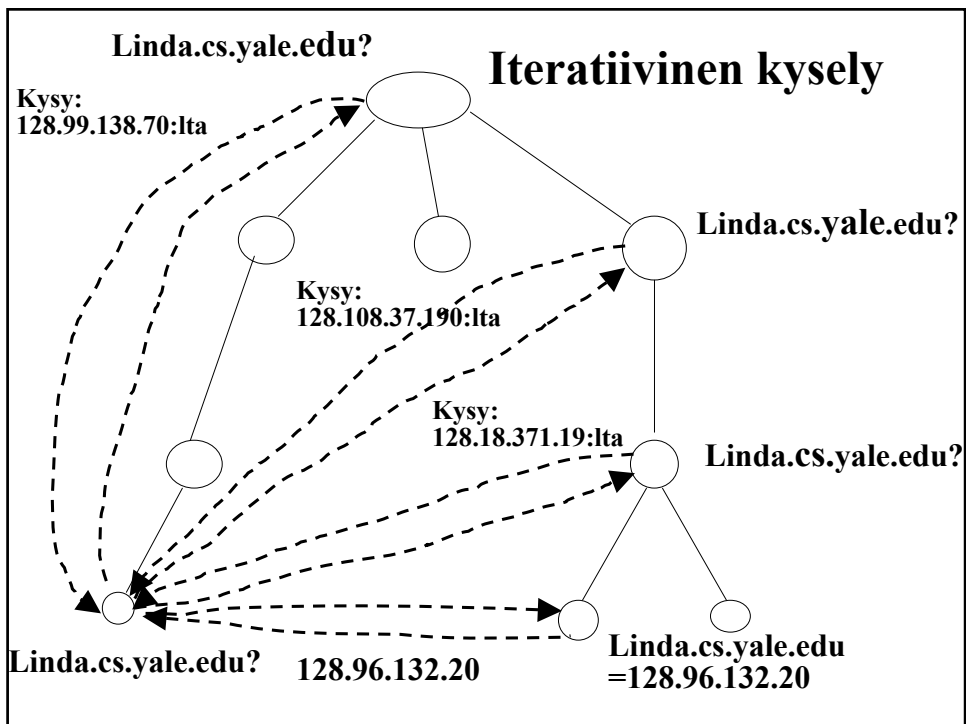 Linda.cs.yale.edu?
Iteratiivinen kysely
Kysy:
128.99.138.70:lta
Linda.cs.yale.edu?
Kysy:
128.108.37.190:lta
Kysy:
128.18.371.19:lta
Linda.cs.yale.edu?
Linda.cs.yale.edu?
128.96.132.20
Linda.cs.yale.edu
=128.96.132.20